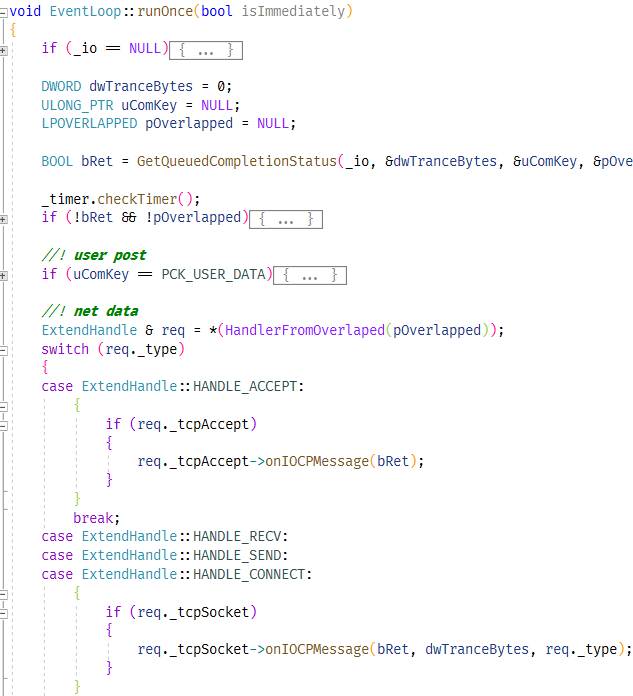 void EventLoop::runOnce(bool isImmediately)
{
if (_io == NULL){ ... }
DWORD dwTranceBytes = 0;
ULONG_PTR uComKey = NULL;
LPOVERLAPPED pOverlapped = NULL;
BOOL bRet = GetQueuedCompletionStatus(_io, &dwTranceBytes, &uComKey, &pOve
_timer.checkTimer();
if (!bRet && !pOverlapped){ ... }
//! user post
if (uComKey == PCK_USER_DATA){ ... }
//! net data
ExtendHandle & req = *(HandlerFromOverlaped(pOverlapped));
switch (req._type)
{
case ExtendHandle::HANDLE_ACCEPT:
{
if (req._tcpAccept)
{
req._tcpAccept->onIOCPMessage(bRet);
}
}
break;
case ExtendHandle::HANDLE_RECV:
case ExtendHandle::HANDLE_SEND:
case ExtendHandle::HANDLE_CONNECT:
{
if (req._tcpSocket)
{
req._tcpSocket->onIOCPMessage(bRet, dwTranceBytes, req._type);
}
}